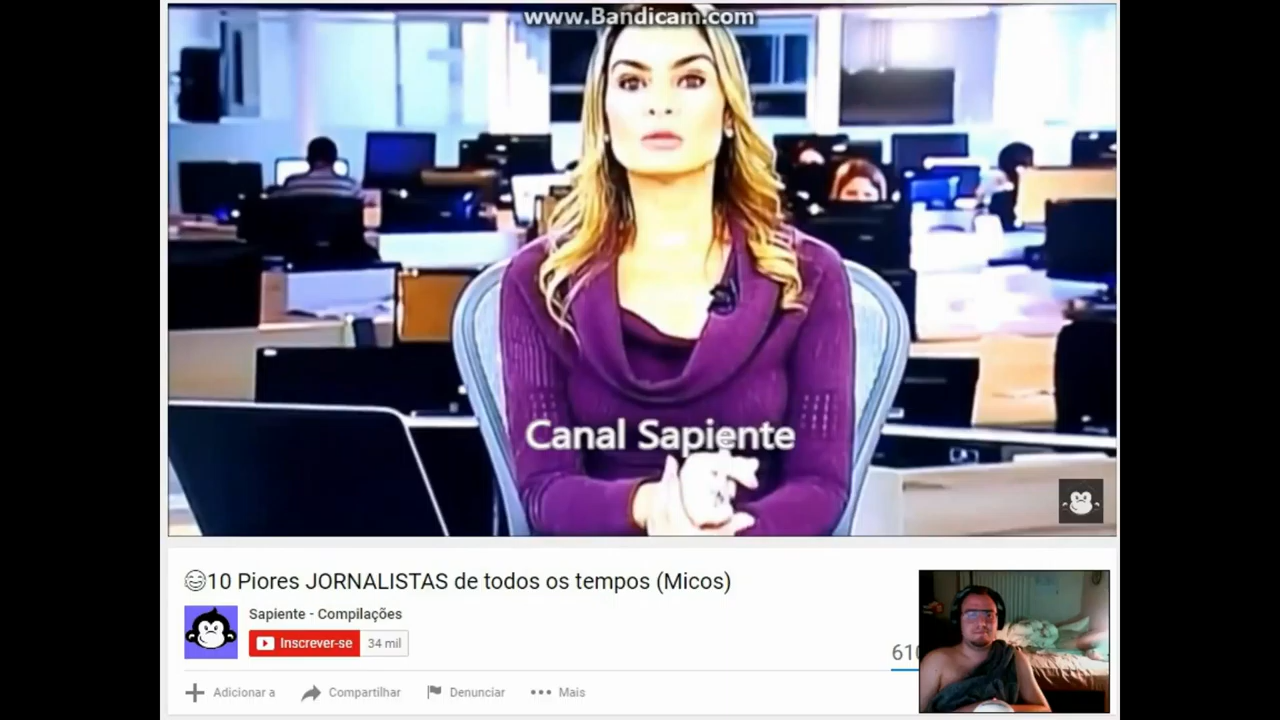 www.Bandicam.com
Canal Sapiente
😂10 Piores JORNALISTAS de todos os tempos (Micos)
Sapiente - Compilações
Inscrever-se 34 mil
610
Adicionar a Compartilhar Denunciar Mais